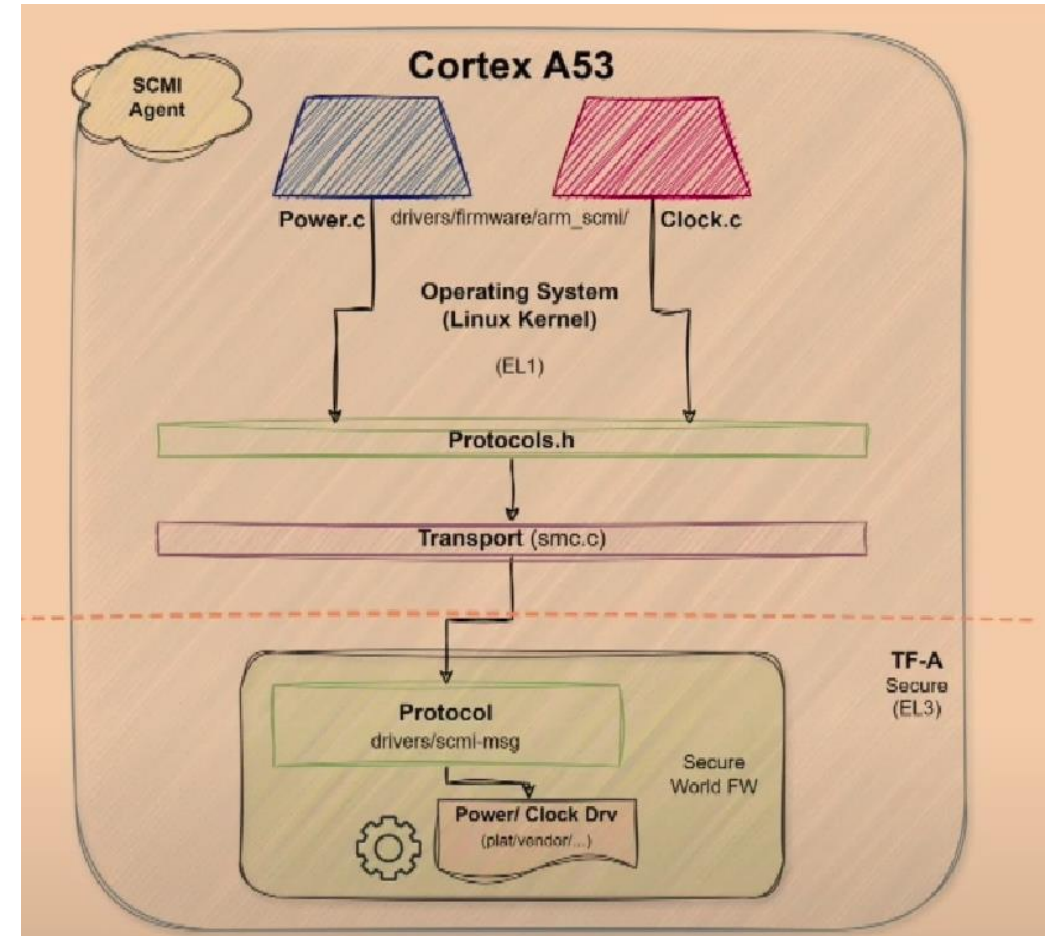 Cortex A53
SCMI
Agent
Power.c
drivers/firmware/arm_scmi/
Clock.c
Operating System
(Linux Kernel)
(EL1)
Protocols.h
Transport (smc.c)
TF-A
Secure
(EL3)
Protocol
drivers/scmi-msg
Secure
World FW
Power/ Clock Drv
(plat/vendor/...)